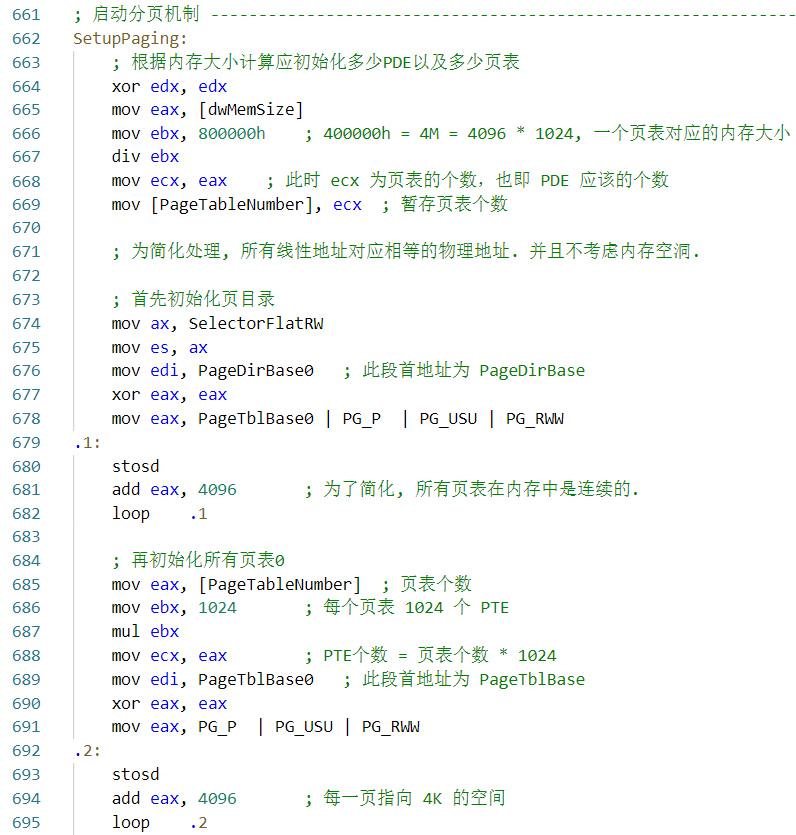 661 ; 启动分页机制 ------------------------------------------------------
662 SetupPaging:
663 ; 根据内存大小计算应初始化多少PDE以及多少页表
664 xor edx, edx
665 mov eax, [dwMemSize]
666 mov ebx, 800000h ; 400000h = 4M = 4096 * 1024, 一个页表对应的内存大小
667 div ebx
668 mov ecx, eax ; 此时 ecx 为页表的个数，也即 PDE 应该的个数
669 mov [PageTableNumber], ecx ; 暂存页表个数
670
671 ; 为简化处理, 所有线性地址对应相等的物理地址. 并且不考虑内存空洞.
672
673 ; 首先初始化页目录
674 mov ax, SelectorFlatRW
675 mov es, ax
676 mov edi, PageDirBase0 ; 此段首地址为 PageDirBase
677 xor eax, eax
678 mov eax, PageTblBase0 | PG_P | PG_USU | PG_RWW
679 .1:
680 stosd
681 add eax, 4096 ; 为了简化, 所有页表在内存中是连续的.
682 loop .1
683
684 ; 再初始化所有页表0
685 mov eax, [PageTableNumber] ; 页表个数
686 mov ebx, 1024 ; 每个页表 1024 个 PTE
687 mul ebx
688 mov ecx, eax ; PTE个数 = 页表个数 * 1024
689 mov edi, PageTblBase0 ; 此段首地址为 PageTblBase
690 xor eax, eax
691 mov eax, PG_P | PG_USU | PG_RWW
692 .2:
693 stosd
694 add eax, 4096 ; 每一页指向 4K 的空间
695 loop .2